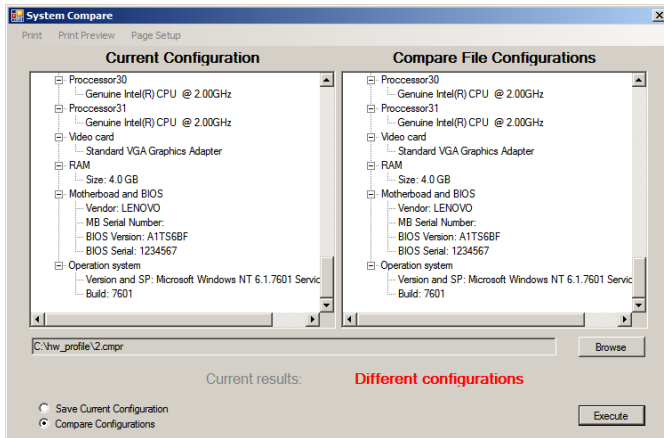 System Compare
Print Print Preview Page Setup
Current Configuration
Proccessor30
Genuine Intel(R) CPU @ 2.00GHz
Proccessor31
Genuine Intel(R) CPU @ 2.00GHz
Video card
Standard VGA Graphics Adapter
RAM
Size: 4.0 GB
Motherboad and BIOS
Vendor: LENOVO
MB Serial Number:
BIOS Version: A1TS6BF
BIOS Serial: 1234567
Operation system
Version and SP: Microsoft Windows NT 6.1.7601 Servic
Build: 7601
Compare File Configurations
Proccessor30
Genuine Intel(R) CPU @ 2.00GHz
Proccessor31
Genuine Intel(R) CPU @ 2.00GHz
Video card
Standard VGA Graphics Adapter
RAM
Size: 4.0 GB
Motherboad and BIOS
Vendor: LENOVO
MB Serial Number:
BIOS Version: A1TS6BF
BIOS Serial: 1234567
Operation system
Version and SP: Microsoft Windows NT 6.1.7601 Servic
Build: 7601
C:\hw_profile\2.cmpr
Browse
Current results: Different configurations
Save Current Configuration
Compare Configurations
Execute